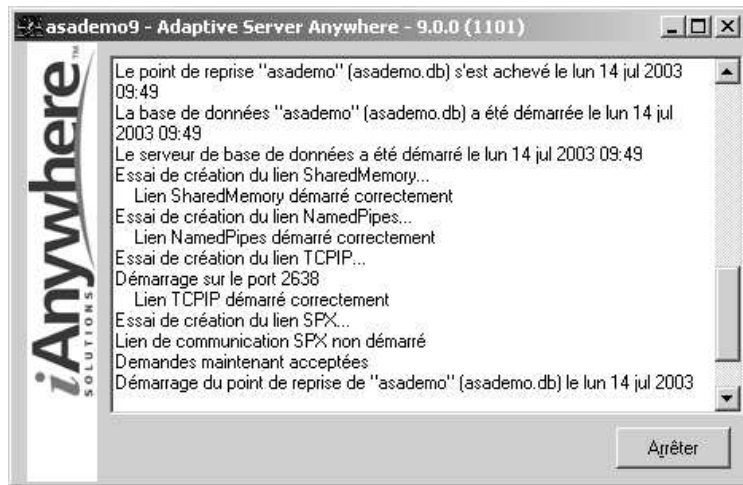 asademo9 - Adaptive Server Anywhere - 9.0.0 (1101)
iAnywhere™
SOLUTIONS
Le point de reprise "asademo" (asademo.db) s'est achevé le lun 14 jul 2003
09:49
La base de données "asademo" (asademo.db) a été démarrée le lun 14 jul
2003 09:49
Le serveur de base de données a été démarré le lun 14 jul 2003 09:49
Essai de création du lien SharedMemory...
Lien SharedMemory démarré correctement
Essai de création du lien NamedPipes...
Lien NamedPipes démarré correctement
Essai de création du lien TCPIP...
Démarrage sur le port 2638
Lien TCPIP démarré correctement
Essai de création du lien SPX...
Lien de communication SPX non démarré
Demandes maintenant acceptées
Démarrage du point de reprise de "asademo" (asademo.db) le lun 14 jul 2003
Arrêter